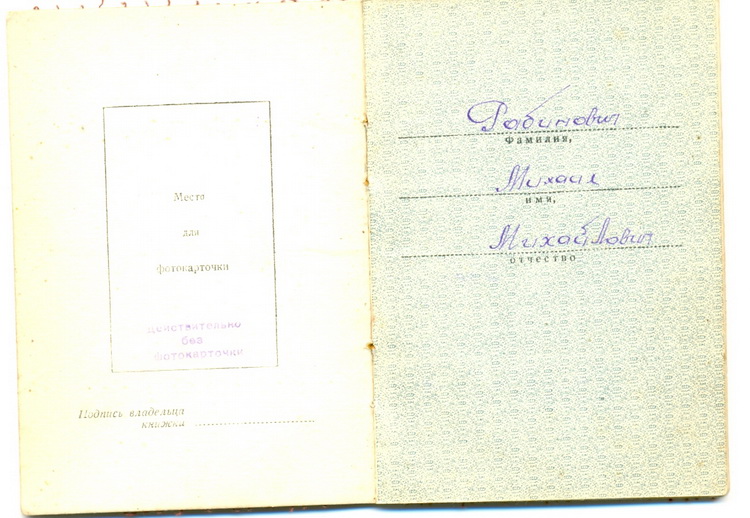 Место
для
фотокарточки
Действительно
без
фотокарточки
Подпись владельца
книжки
Рабинович
фамилия,
Михаил
имя,
Михайлович
отчество